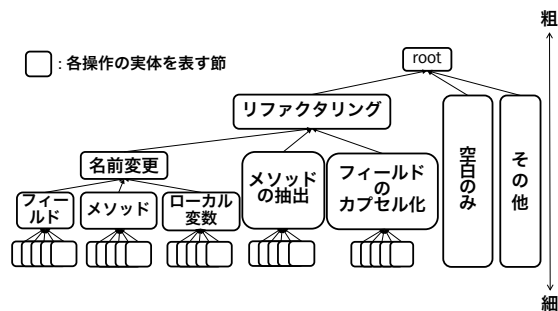 粗
root
：各操作の実体を表す節
リファクタリング
名前変更
メソッド
の抽出
フィールド
の
カプセル化
空白のみ
その他
フィー
ルド
メソッド
ローカル
変数
細